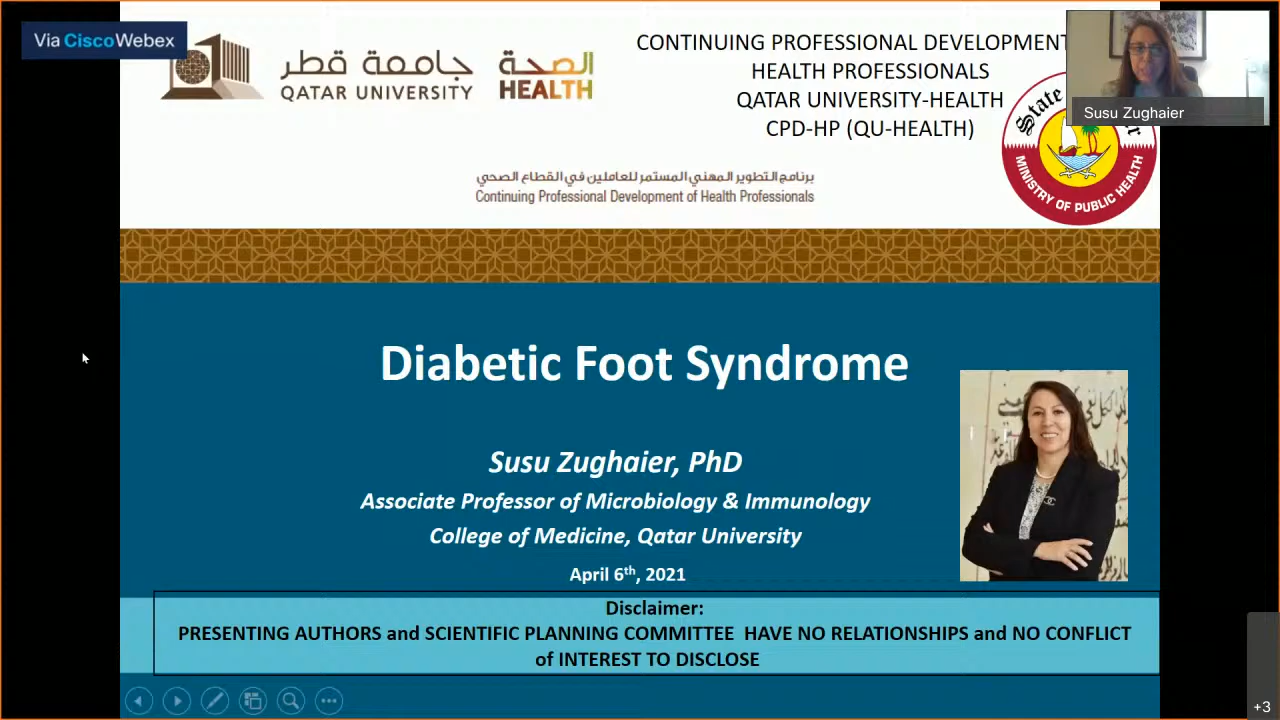 Via CiscoWebex
جامعة قطر
QATAR UNIVERSITY
الصحة
HEALTH
CONTINUING PROFESSIONAL DEVELOPMENT
HEALTH PROFESSIONALS
QATAR UNIVERSITY-HEALTH
CPD-HP (QU-HEALTH)
Susu Zughaier
State
MINISTRY OF PUBLIC HEALTH
برنامج التطوير المهني المستمر للعاملين في القطاع الصحي
Continuing Professional Development of Health Professionals
Diabetic Foot Syndrome
Susu Zughaier, PhD
Associate Professor of Microbiology & Immunology
College of Medicine, Qatar University
April 6th, 2021
Disclaimer:
PRESENTING AUTHORS and SCIENTIFIC PLANNING COMMITTEE HAVE NO RELATIONSHIPS and NO CONFLICT
of INTEREST TO DISCLOSE
+3